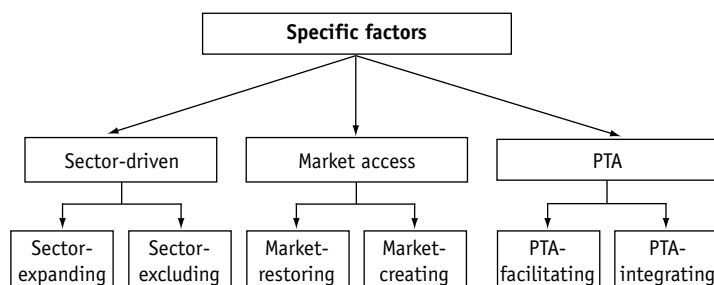 Specific factors
Sector-driven
Market access
PTA
Sector-
expanding
Sector-
excluding
Market-
restoring
Market-
creating
PTA-
facilitating
PTA-
integrating